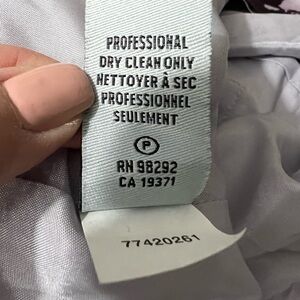 PROFESSIONAL
DRY CLEAN ONLY
NETTOYER À SEC
PROFESSIONNEL
SEULEMENT
P
RN 98292
CA 19371
77420261